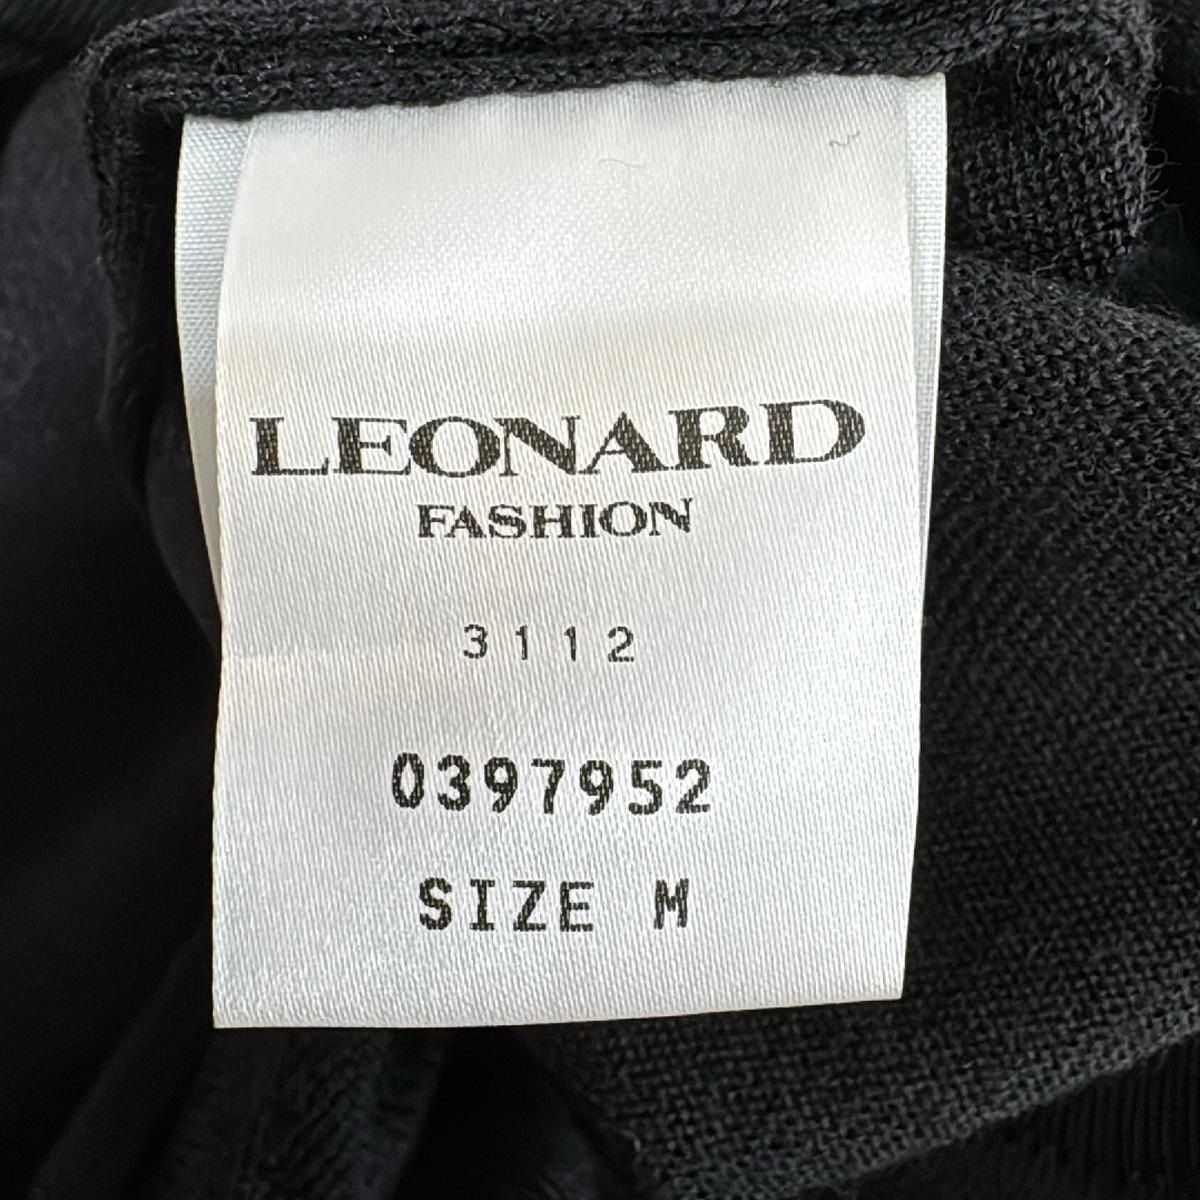 LEONARD
FASHION
3112
0397952
SIZE M